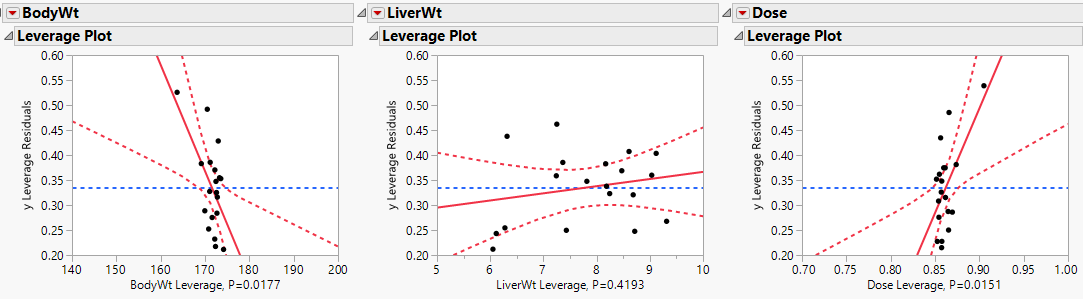 BodyWt
Leverage Plot
y Leverage Residuals
0.60
0.55
0.50
0.45
0.40
0.35
0.30
0.25
0.20
140 150 160 170 180 190 200
BodyWt Leverage, P=0.0177
LiverWt
Leverage Plot
y Leverage Residuals
0.60
0.55
0.50
0.45
0.40
0.35
0.30
0.25
0.20
5 6 7 8 9 10
LiverWt Leverage, P=0.4193
Dose
Leverage Plot
y Leverage Residuals
0.60
0.55
0.50
0.45
0.40
0.35
0.30
0.25
0.20
0.70 0.75 0.80 0.85 0.90 0.95 1.00
Dose Leverage, P=0.0151